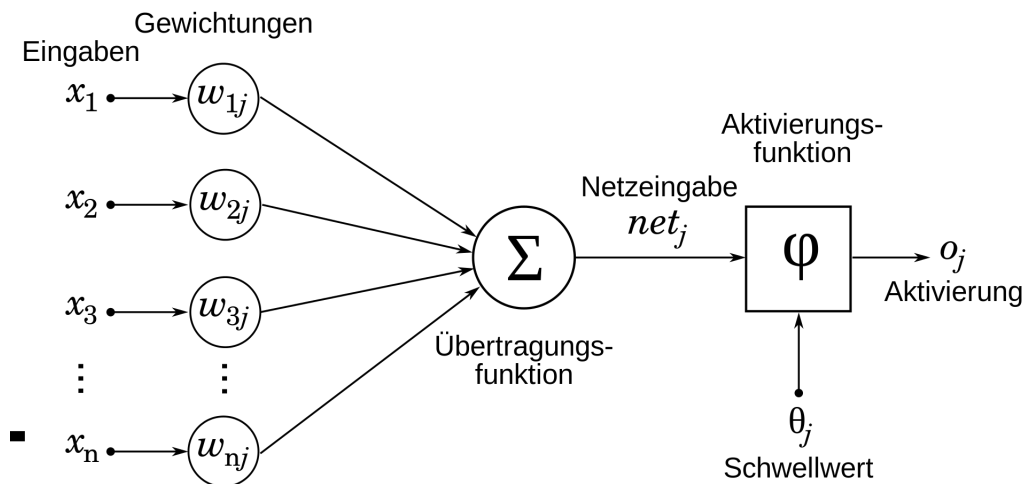 Gewichtungen
Eingaben
x1
w1j
x2
w2j
x3
w3j
⋮
⋮
xn
wnj
Σ
Übertragungs-
funktion
Netzeingabe
netj
Aktivierungs-
funktion
φ
oj
Aktivierung
θj
Schwellwert